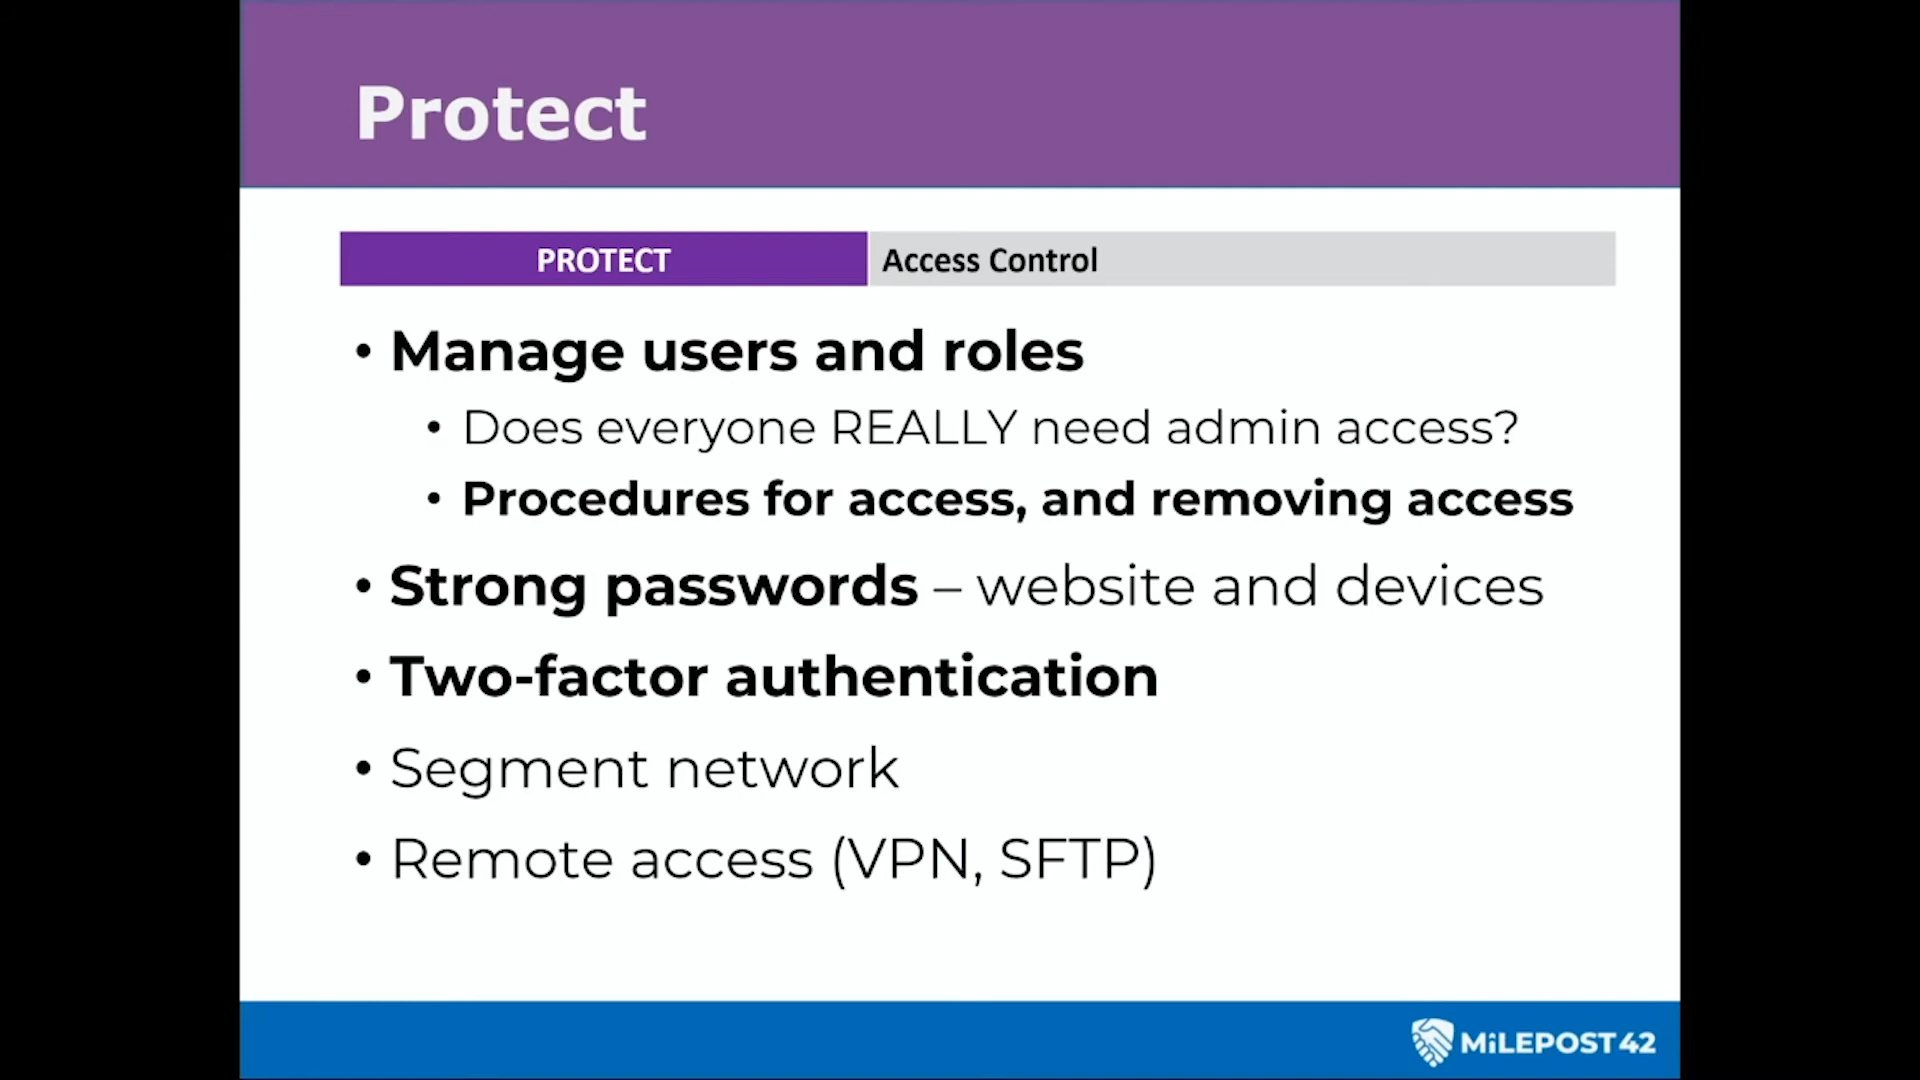 Protect
PROTECT Access Control
• Manage users and roles
• Does everyone REALLY need admin access?
• Procedures for access, and removing access
• Strong passwords – website and devices
• Two-factor authentication
• Segment network
• Remote access (VPN, SFTP)
MiLEPOST42